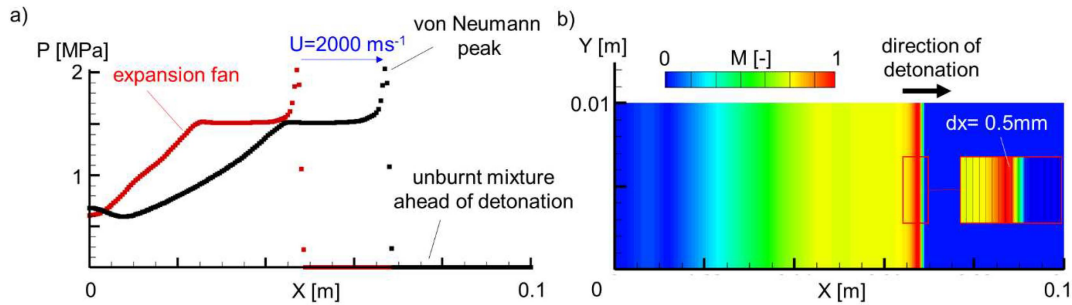 a)
P [MPa]
U=2000 ms⁻¹
von Neumann
peak
expansion fan
2
1
unburnt mixture
ahead of detonation
0
X [m]
0.1
b)
Y [m]
0
M [-]
1
direction of
detonation
0.01
dx= 0.5mm
0
X [m]
0.1